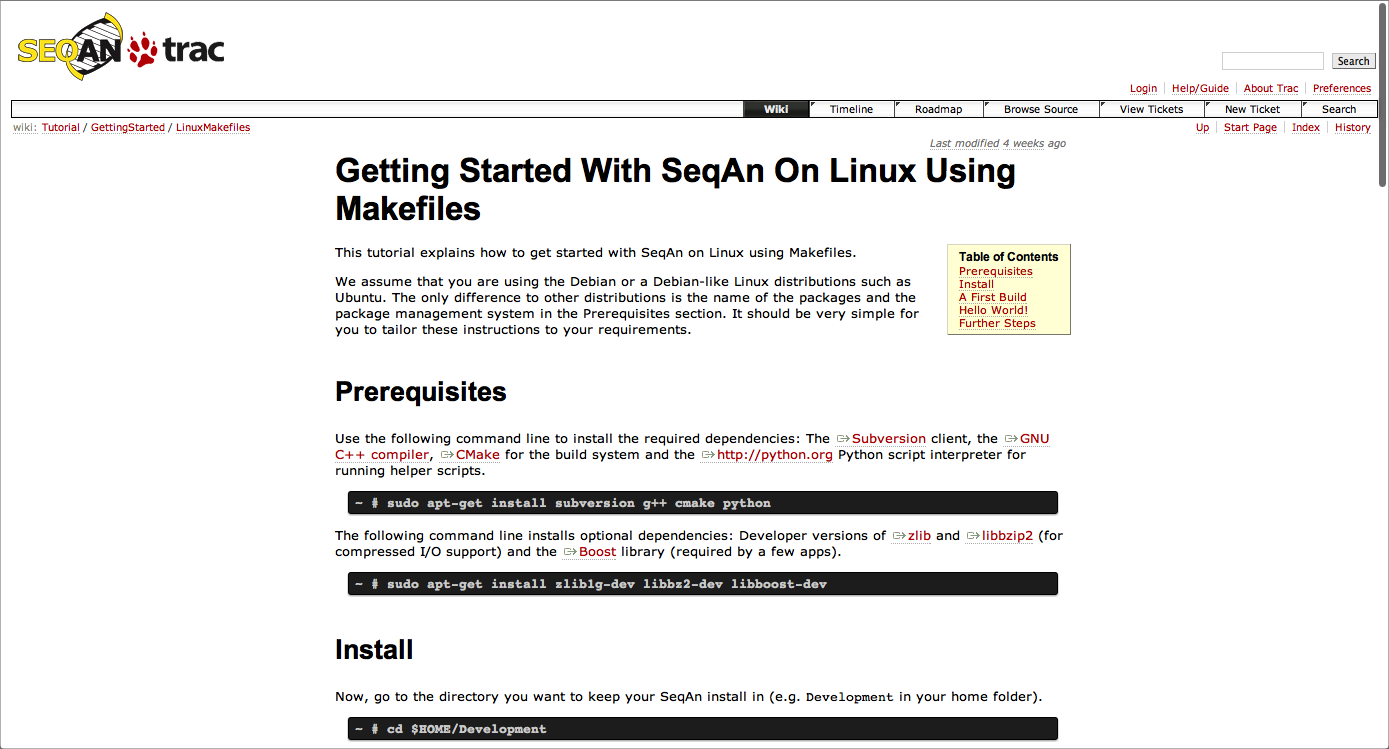 SEQAN trac
Search
Login Help/Guide About Trac Preferences
Wiki Timeline Roadmap Browse Source View Tickets New Ticket Search
wiki: Tutorial / GettingStarted / LinuxMakefiles
Up Start Page Index History
Last modified 4 weeks ago
Getting Started With SeqAn On Linux Using
Makefiles
This tutorial explains how to get started with SeqAn on Linux using Makefiles.
We assume that you are using the Debian or a Debian-like Linux distributions such as
Ubuntu. The only difference to other distributions is the name of the packages and the
package management system in the Prerequisites section. It should be very simple for
you to tailor these instructions to your requirements.
Table of Contents
Prerequisites
Install
A First Build
Hello World!
Further Steps
Prerequisites
Use the following command line to install the required dependencies: The Subversion client, the GNU
C++ compiler, CMake for the build system and the http://python.org Python script interpreter for
running helper scripts.
~ # sudo apt-get install subversion g++ cmake python
The following command line installs optional dependencies: Developer versions of zlib and libbzip2 (for
compressed I/O support) and the Boost library (required by a few apps).
~ # sudo apt-get install zlib1g-dev libbz2-dev libboost-dev
Install
Now, go to the directory you want to keep your SeqAn install in (e.g. Development in your home folder).
~ # cd $HOME/Development